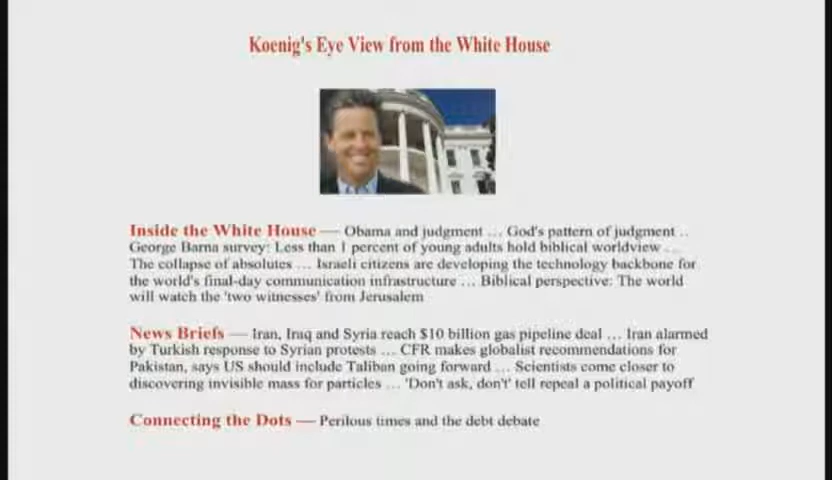 Koenig's Eye View from the White House
Inside the White House — Obama and judgment ... God's pattern of judgment ..
George Barna survey: Less than 1 percent of young adults hold biblical worldview ...
The collapse of absolutes ... Israeli citizens are developing the technology backbone for
the world's final-day communication infrastructure ... Biblical perspective: The world
will watch the 'two witnesses' from Jerusalem
News Briefs — Iran, Iraq and Syria reach $10 billion gas pipeline deal ... Iran alarmed
by Turkish response to Syrian protests ... CFR makes globalist recommendations for
Pakistan, says US should include Taliban going forward ... Scientists come closer to
discovering invisible mass for particles ... 'Don't ask, don't' tell repeal a political payoff
Connecting the Dots — Perilous times and the debt debate